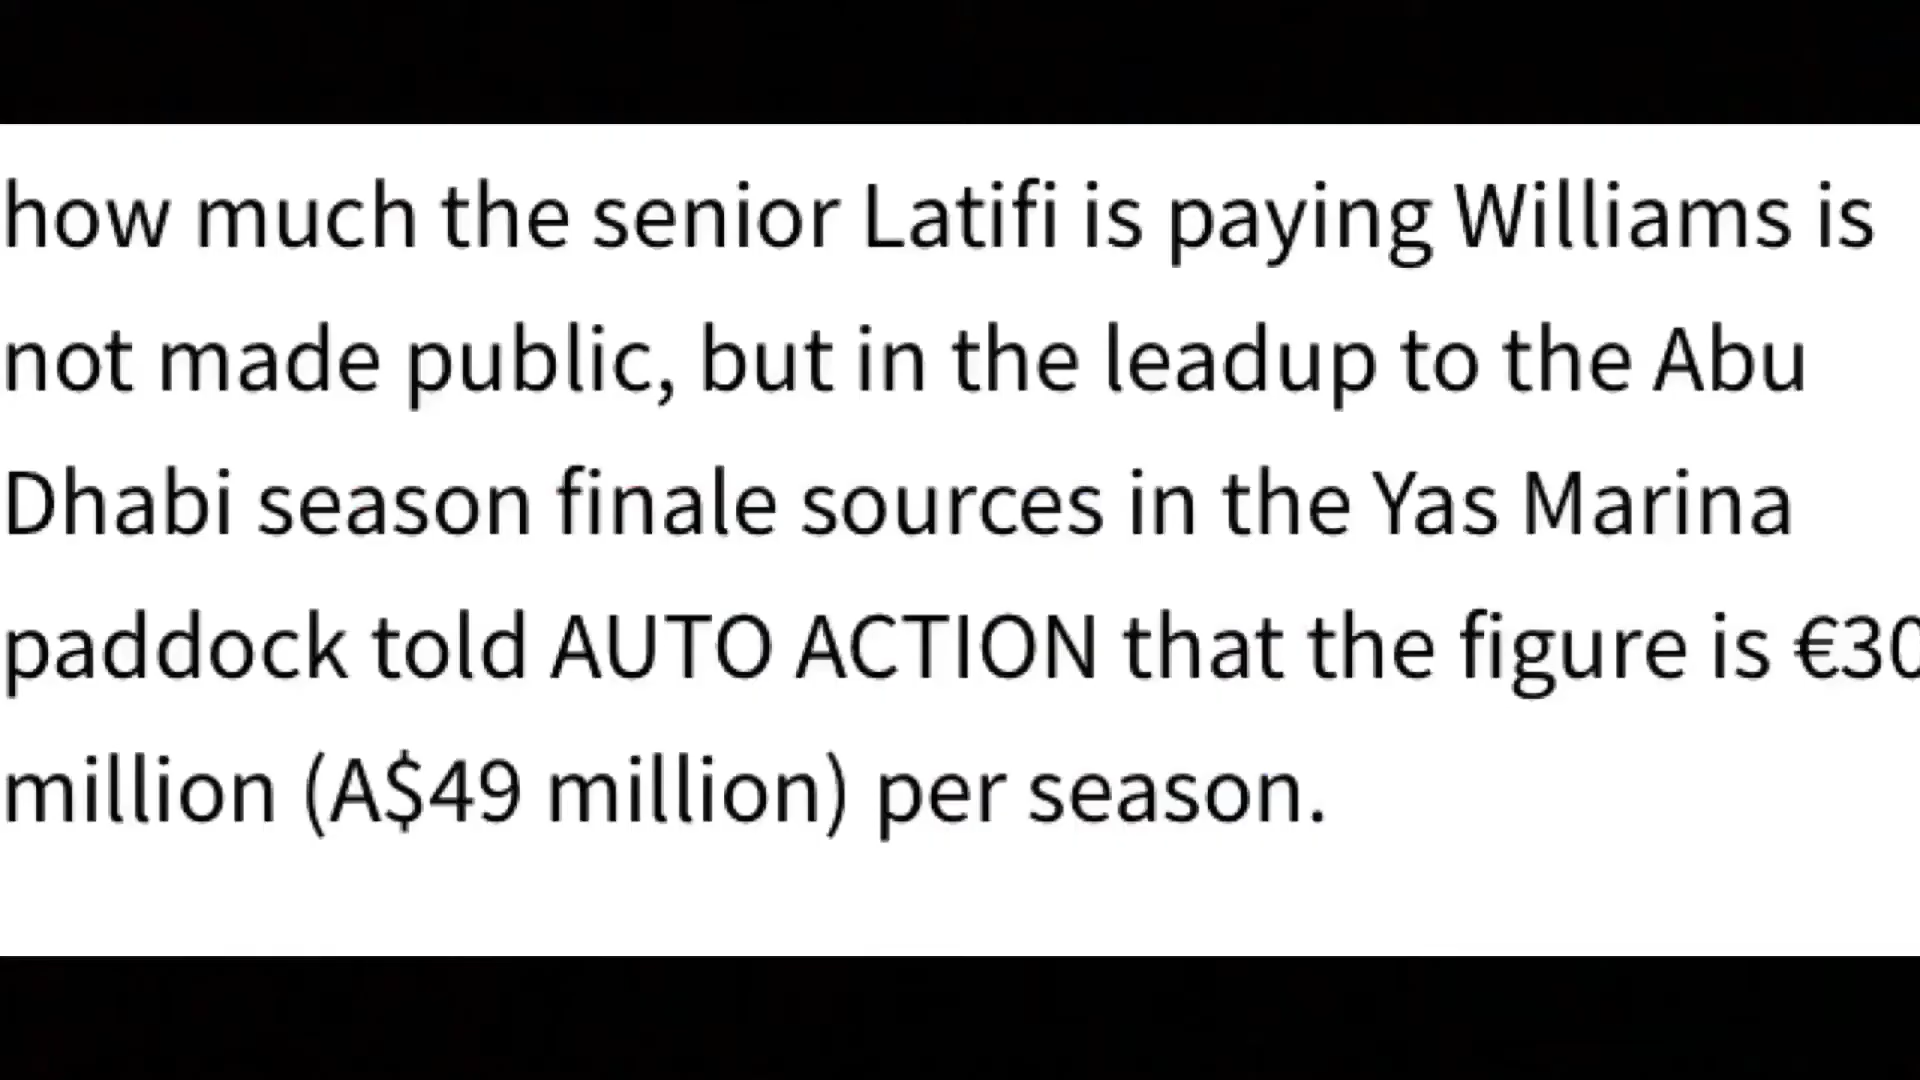 how much the senior Latifi is paying Williams is
not made public, but in the leadup to the Abu
Dhabi season finale sources in the Yas Marina
paddock told AUTO ACTION that the figure is €30
million (A$49 million) per season.